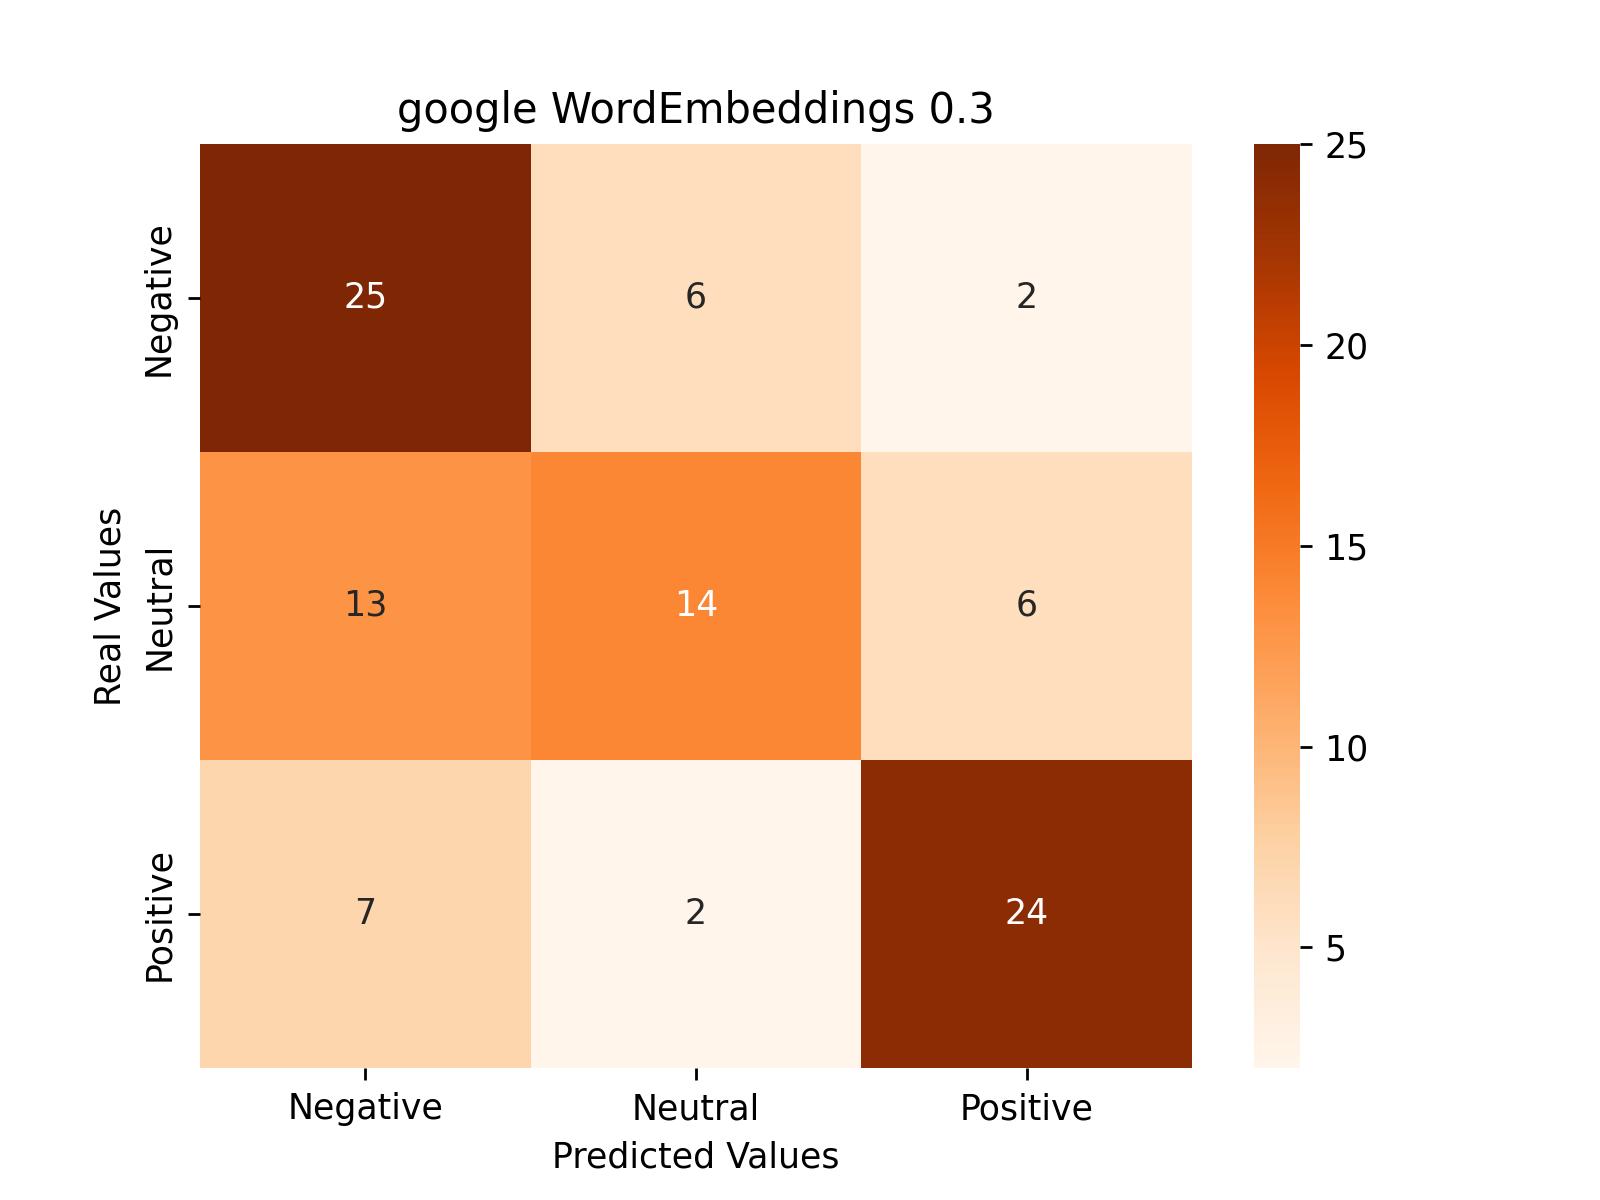 google WordEmbeddings 0.3
25
20
15
10
5
Real Values
Negative
25 6 2
Neutral
13 14 6
Positive
7 2 24
Negative Neutral Positive
Predicted Values